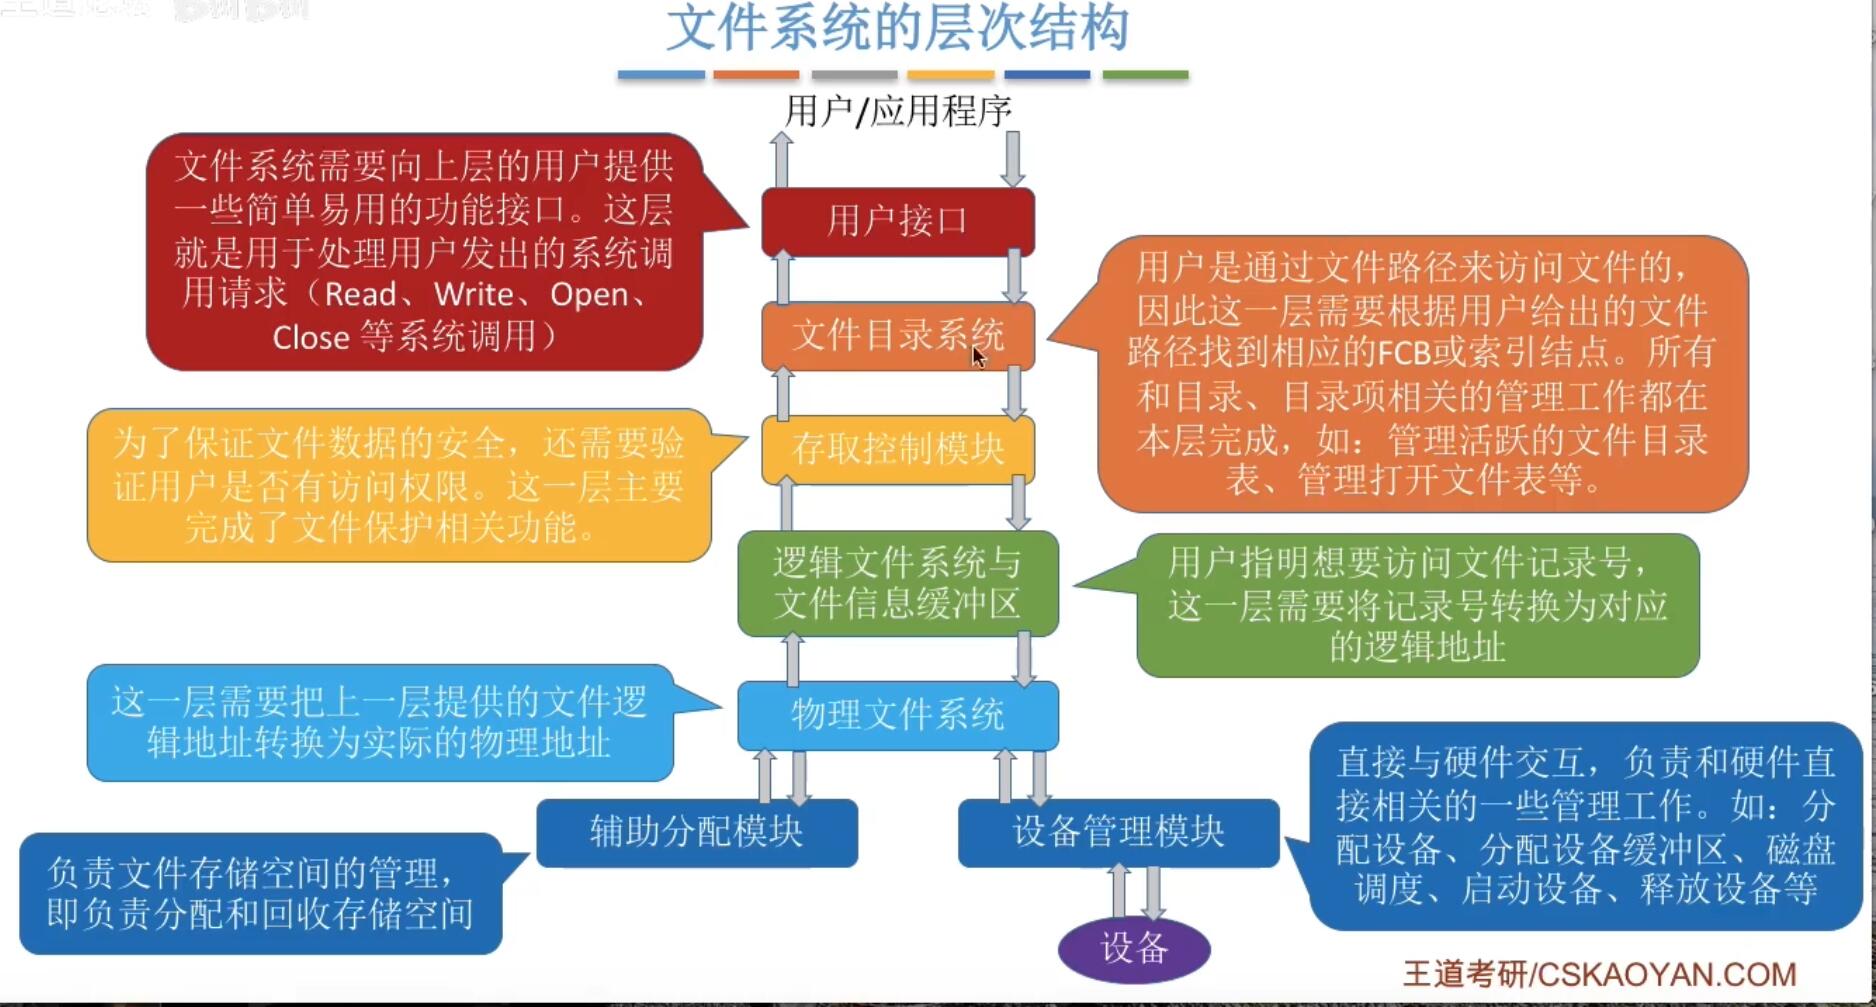 文件系统的层次结构
用户/应用程序
文件系统需要向上层的用户提供
一些简单易用的功能接口。这层
就是用于处理用户发出的系统调
用请求（Read、Write、Open、
Close 等系统调用）
用户接口
用户是通过文件路径来访问文件的，
因此这一层需要根据用户给出的文件
路径找到相应的FCB或索引结点。所有
和目录、目录项相关的管理工作都在
本层完成，如：管理活跃的文件目录
表、管理打开文件表等。
文件目录系统
为了保证文件数据的安全，还需要验
证用户是否有访问权限。这一层主要
完成了文件保护相关功能。
存取控制模块
逻辑文件系统与
文件信息缓冲区
用户指明想要访问文件记录号，
这一层需要将记录号转换为对应
的逻辑地址
这一层需要把上一层提供的文件逻
辑地址转换为实际的物理地址
物理文件系统
辅助分配模块
设备管理模块
直接与硬件交互，负责和硬件直
接相关的一些管理工作。如：分
配设备、分配设备缓冲区、磁盘
调度、启动设备、释放设备等
负责文件存储空间的管理，
即负责分配和回收存储空间
设备
王道考研/CSKAOYAN.COM